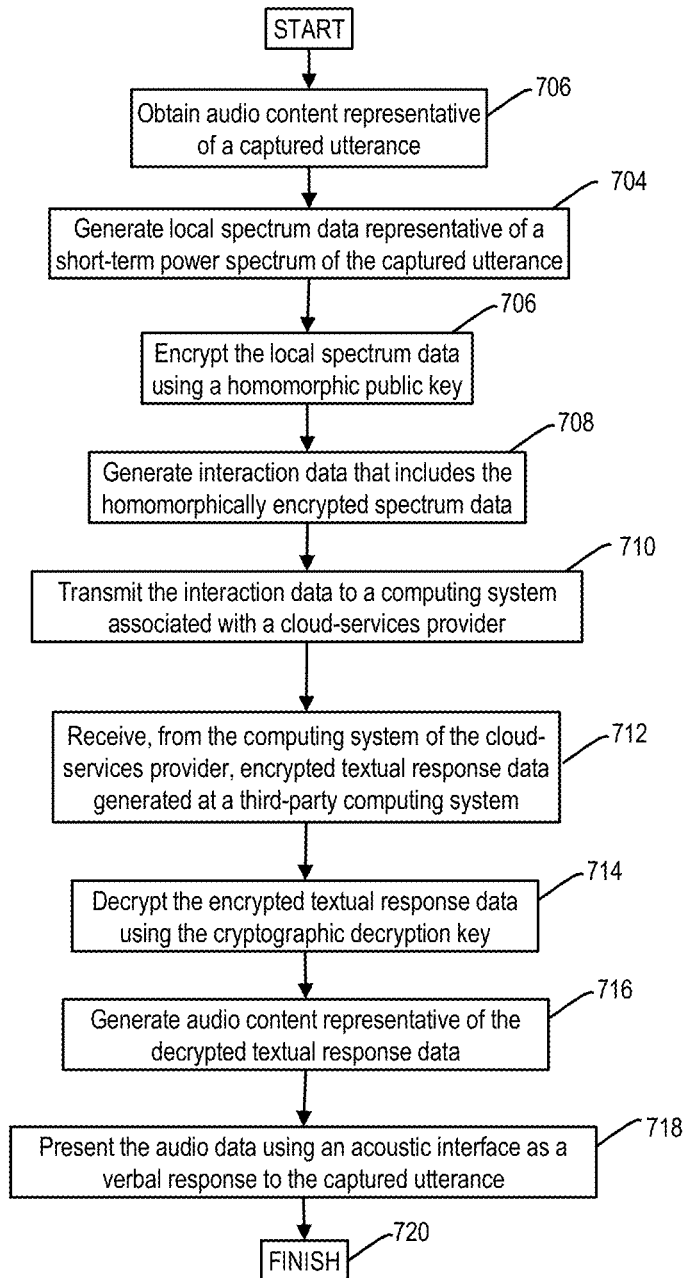 START
706
Obtain audio content representative
of a captured utterance
704
Generate local spectrum data representative of a
short-term power spectrum of the captured utterance
706
Encrypt the local spectrum data
using a homomorphic public key
708
Generate interaction data that includes the
homomorphically encrypted spectrum data
710
Transmit the interaction data to a computing system
associated with a cloud-services provider
712
Receive, from the computing system of the cloud-
services provider, encrypted textual response data
generated at a third-party computing system
714
Decrypt the encrypted textual response data
using the cryptographic decryption key
716
Generate audio content representative of the
decrypted textual response data
718
Present the audio data using an acoustic interface as a
verbal response to the captured utterance
720
FINISH